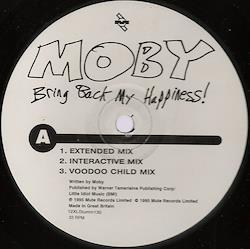 MOBY
Bring Back My Happiness!
A
1. EXTENDED MIX
2. INTERACTIVE MIX
3. VOODOO CHILD MIX
Written by Moby
Published by Warner Tamerlaine Publishing Corp/
Little Idiot Music (BMI)
℗ 1995 Mute Records Limited © 1995 Mute Records Limited
Made in Great Britain
33 RPM